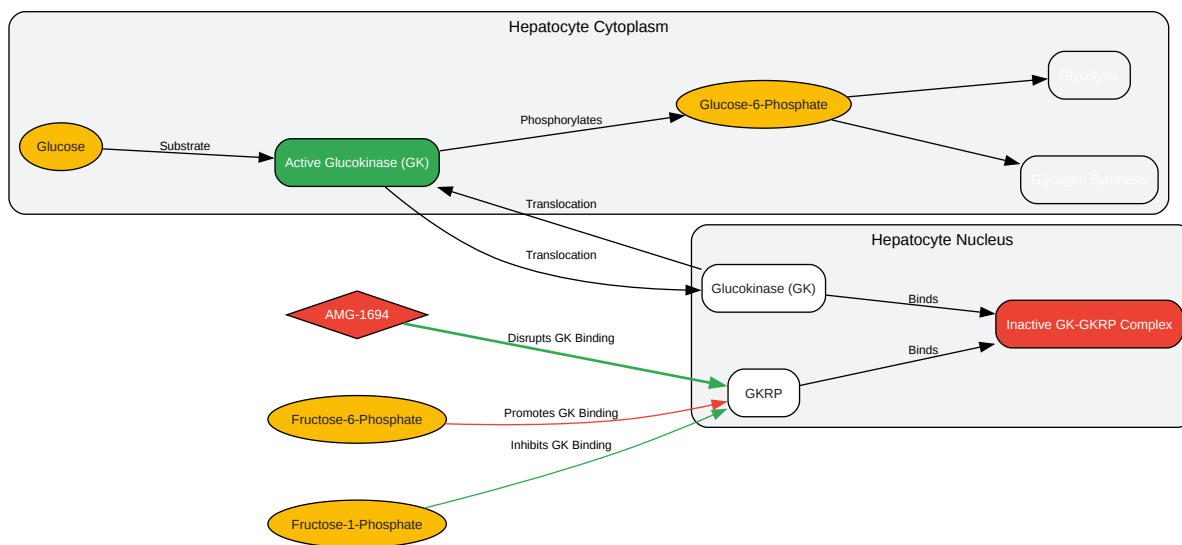 Hepatocyte Cytoplasm
Glycolysis
Glucose-6-Phosphate
Phosphorylates
Glucose
Substrate
Active Glucokinase (GK)
Glycogen Synthesis
Translocation
Hepatocyte Nucleus
Translocation
Glucokinase (GK)
Binds
AMG-1694
Inactive GK-GKRP Complex
Disrupts GK Binding
Binds
GKRP
Promotes GK Binding
Fructose-6-Phosphate
Inhibits GK Binding
Fructose-1-Phosphate